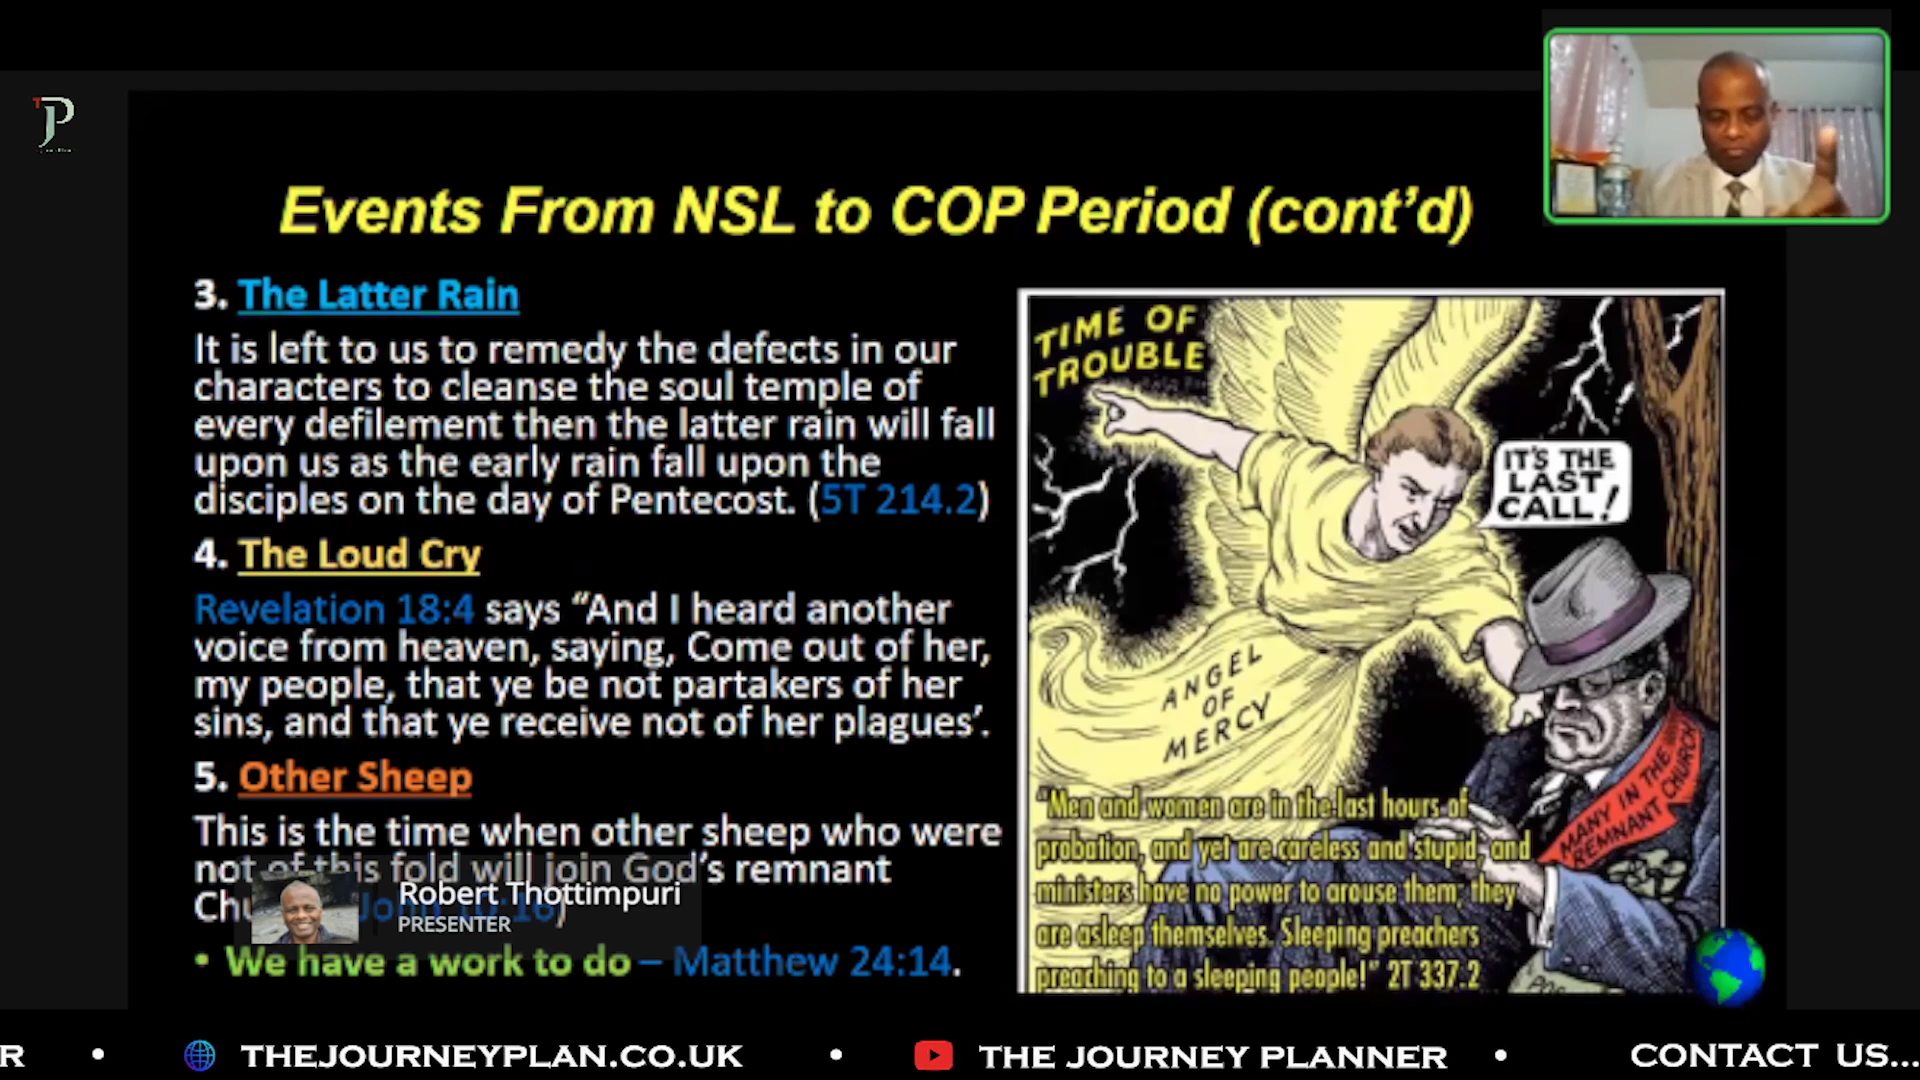 Events From NSL to COP Period (cont'd)
3. The Latter Rain
It is left to us to remedy the defects in our
characters to cleanse the soul temple of
every defilement then the latter rain will fall
upon us as the early rain fall upon the
disciples on the day of Pentecost. (5T 214.2)
4. The Loud Cry
Revelation 18:4 says “And I heard another
voice from heaven, saying, Come out of her,
my people, that ye be not partakers of her
sins, and that ye receive not of her plagues’.
5. Other Sheep
This is the time when other sheep who were
not of this fold will join God's remnant
John 10:16)
• We have a work to do – Matthew 24:14.
Robert Thottimpuri
PRESENTER
TIME OF
TROUBLE
IT'S THE
LAST
CALL!
ANGEL
OF
MERCY
MANY IN THE
REMNANT CHURCH
“Men and women are in the last hours of
probation, and yet are careless and stupid, and
ministers have no power to arouse them; they
are asleep themselves. Sleeping preachers
preaching to a sleeping people!” 2T 337.2
R • THEJOURNEYPLAN.CO.UK • THE JOURNEY PLANNER • CONTACT US...